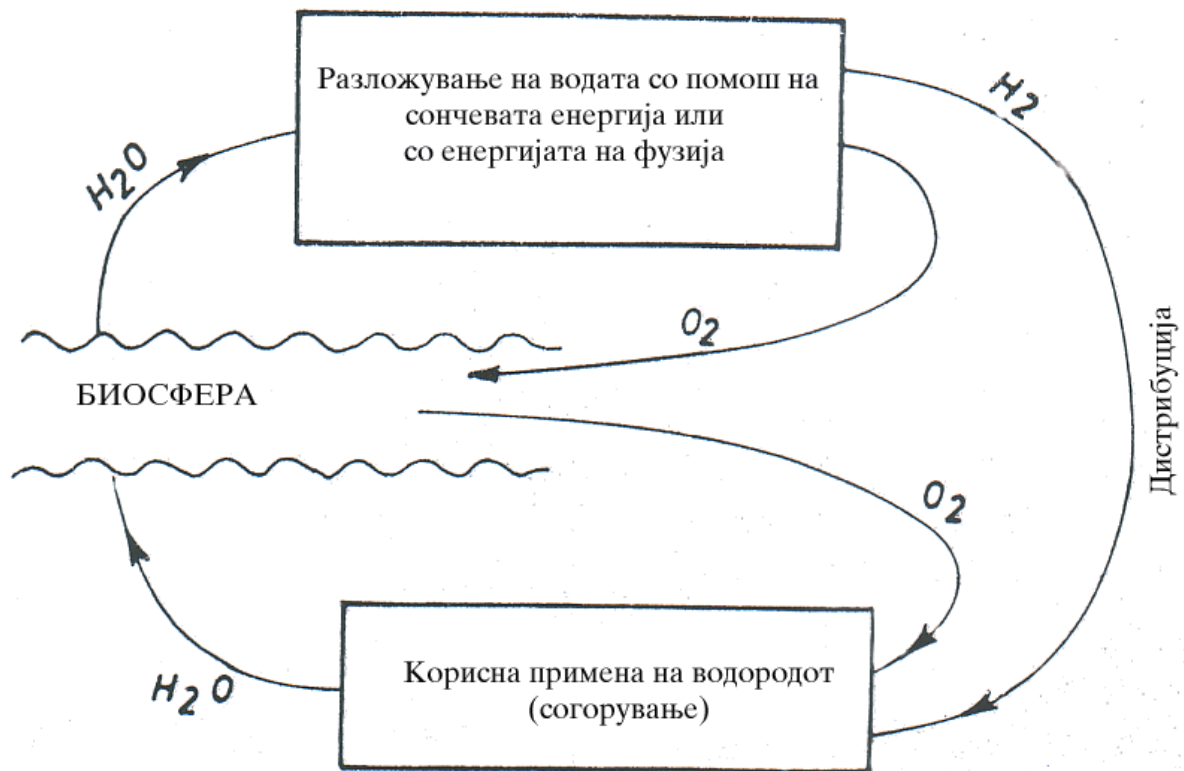 Разложување на водата со помош на
сончевата енергија или
со енергијата на фузија
H2
H2O
O2
БИОСФЕРА
Дистрибуција
O2
Корисна примена на водородот
(согорување)
H2O